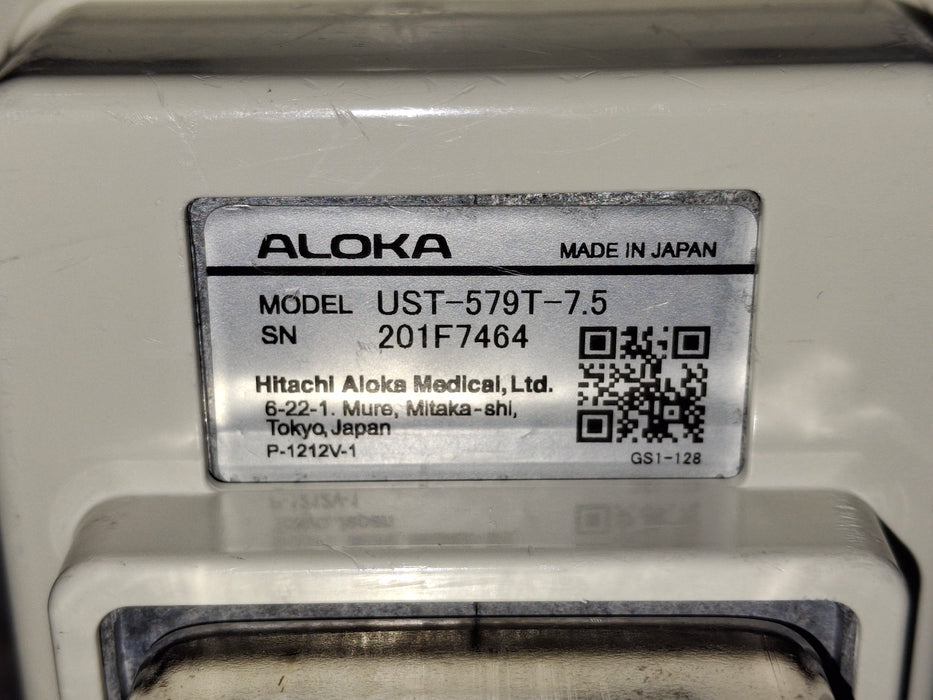 ALOKA MADE IN JAPAN
MODEL UST-579T-7.5
SN 201F7464
Hitachi Aloka Medical, Ltd.
6-22-1. Mure, Mitaka-shi,
Tokyo, Japan
P-1212V-1
GS1-128